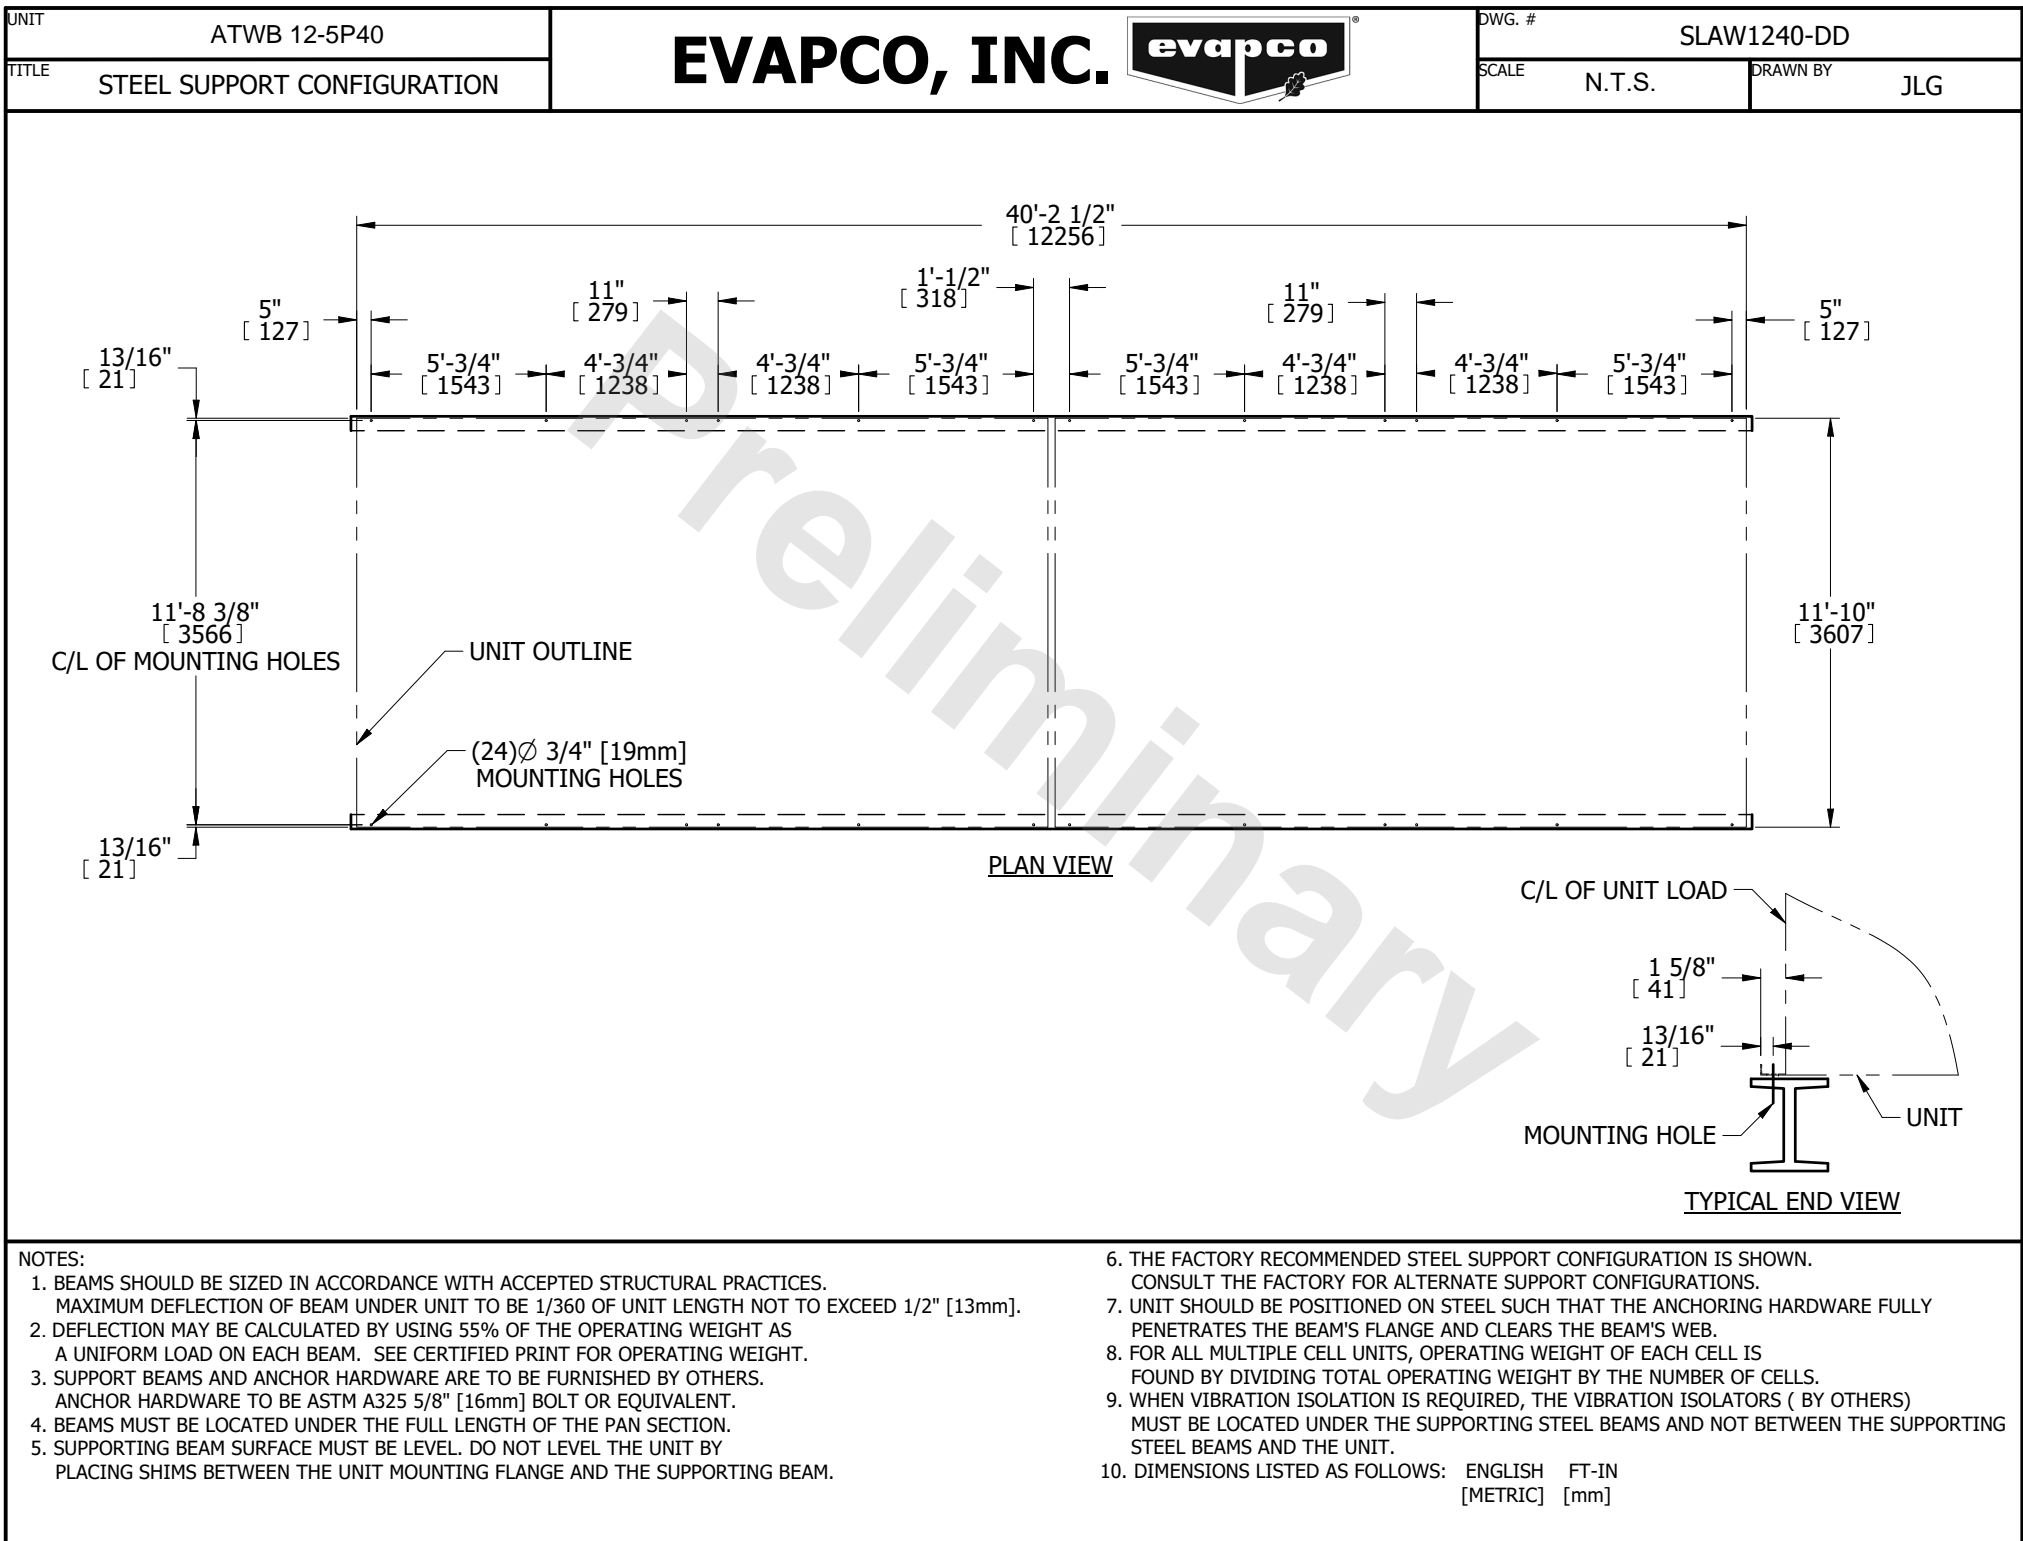 UNIT
ATWB 12-5P40
TITLE
STEEL SUPPORT CONFIGURATION
EVAPCO, INC.
evapco
®
DWG. #
SLAW1240-DD
SCALE
N.T.S.
DRAWN BY
JLG
40'-2 1/2"
[ 12256]
5"
[ 127]
11"
[ 279]
1'-1/2"
[ 318]
11"
[ 279]
5"
[ 127]
13/16"
[ 21]
5'-3/4"
[ 1543]
4'-3/4"
[ 1238]
4'-3/4"
[ 1238]
5'-3/4"
[ 1543]
5'-3/4"
[ 1543]
4'-3/4"
[ 1238]
4'-3/4"
[ 1238]
5'-3/4"
[ 1543]
11'-8 3/8"
[ 3566]
C/L OF MOUNTING HOLES
UNIT OUTLINE
11'-10"
[ 3607]
(24)∅ 3/4" [19mm]
MOUNTING HOLES
13/16"
[ 21]
PLAN VIEW
Preliminary
C/L OF UNIT LOAD
1 5/8"
[ 41]
13/16"
[ 21]
MOUNTING HOLE
UNIT
TYPICAL END VIEW
NOTES:
1. BEAMS SHOULD BE SIZED IN ACCORDANCE WITH ACCEPTED STRUCTURAL PRACTICES.
MAXIMUM DEFLECTION OF BEAM UNDER UNIT TO BE 1/360 OF UNIT LENGTH NOT TO EXCEED 1/2" [13mm].
2. DEFLECTION MAY BE CALCULATED BY USING 55% OF THE OPERATING WEIGHT AS
A UNIFORM LOAD ON EACH BEAM. SEE CERTIFIED PRINT FOR OPERATING WEIGHT.
3. SUPPORT BEAMS AND ANCHOR HARDWARE ARE TO BE FURNISHED BY OTHERS.
ANCHOR HARDWARE TO BE ASTM A325 5/8" [16mm] BOLT OR EQUIVALENT.
4. BEAMS MUST BE LOCATED UNDER THE FULL LENGTH OF THE PAN SECTION.
5. SUPPORTING BEAM SURFACE MUST BE LEVEL. DO NOT LEVEL THE UNIT BY
PLACING SHIMS BETWEEN THE UNIT MOUNTING FLANGE AND THE SUPPORTING BEAM.
6. THE FACTORY RECOMMENDED STEEL SUPPORT CONFIGURATION IS SHOWN.
CONSULT THE FACTORY FOR ALTERNATE SUPPORT CONFIGURATIONS.
7. UNIT SHOULD BE POSITIONED ON STEEL SUCH THAT THE ANCHORING HARDWARE FULLY
PENETRATES THE BEAM'S FLANGE AND CLEARS THE BEAM'S WEB.
8. FOR ALL MULTIPLE CELL UNITS, OPERATING WEIGHT OF EACH CELL IS
FOUND BY DIVIDING TOTAL OPERATING WEIGHT BY THE NUMBER OF CELLS.
9. WHEN VIBRATION ISOLATION IS REQUIRED, THE VIBRATION ISOLATORS ( BY OTHERS)
MUST BE LOCATED UNDER THE SUPPORTING STEEL BEAMS AND NOT BETWEEN THE SUPPORTING
STEEL BEAMS AND THE UNIT.
10. DIMENSIONS LISTED AS FOLLOWS: ENGLISH FT-IN
[METRIC] [mm]